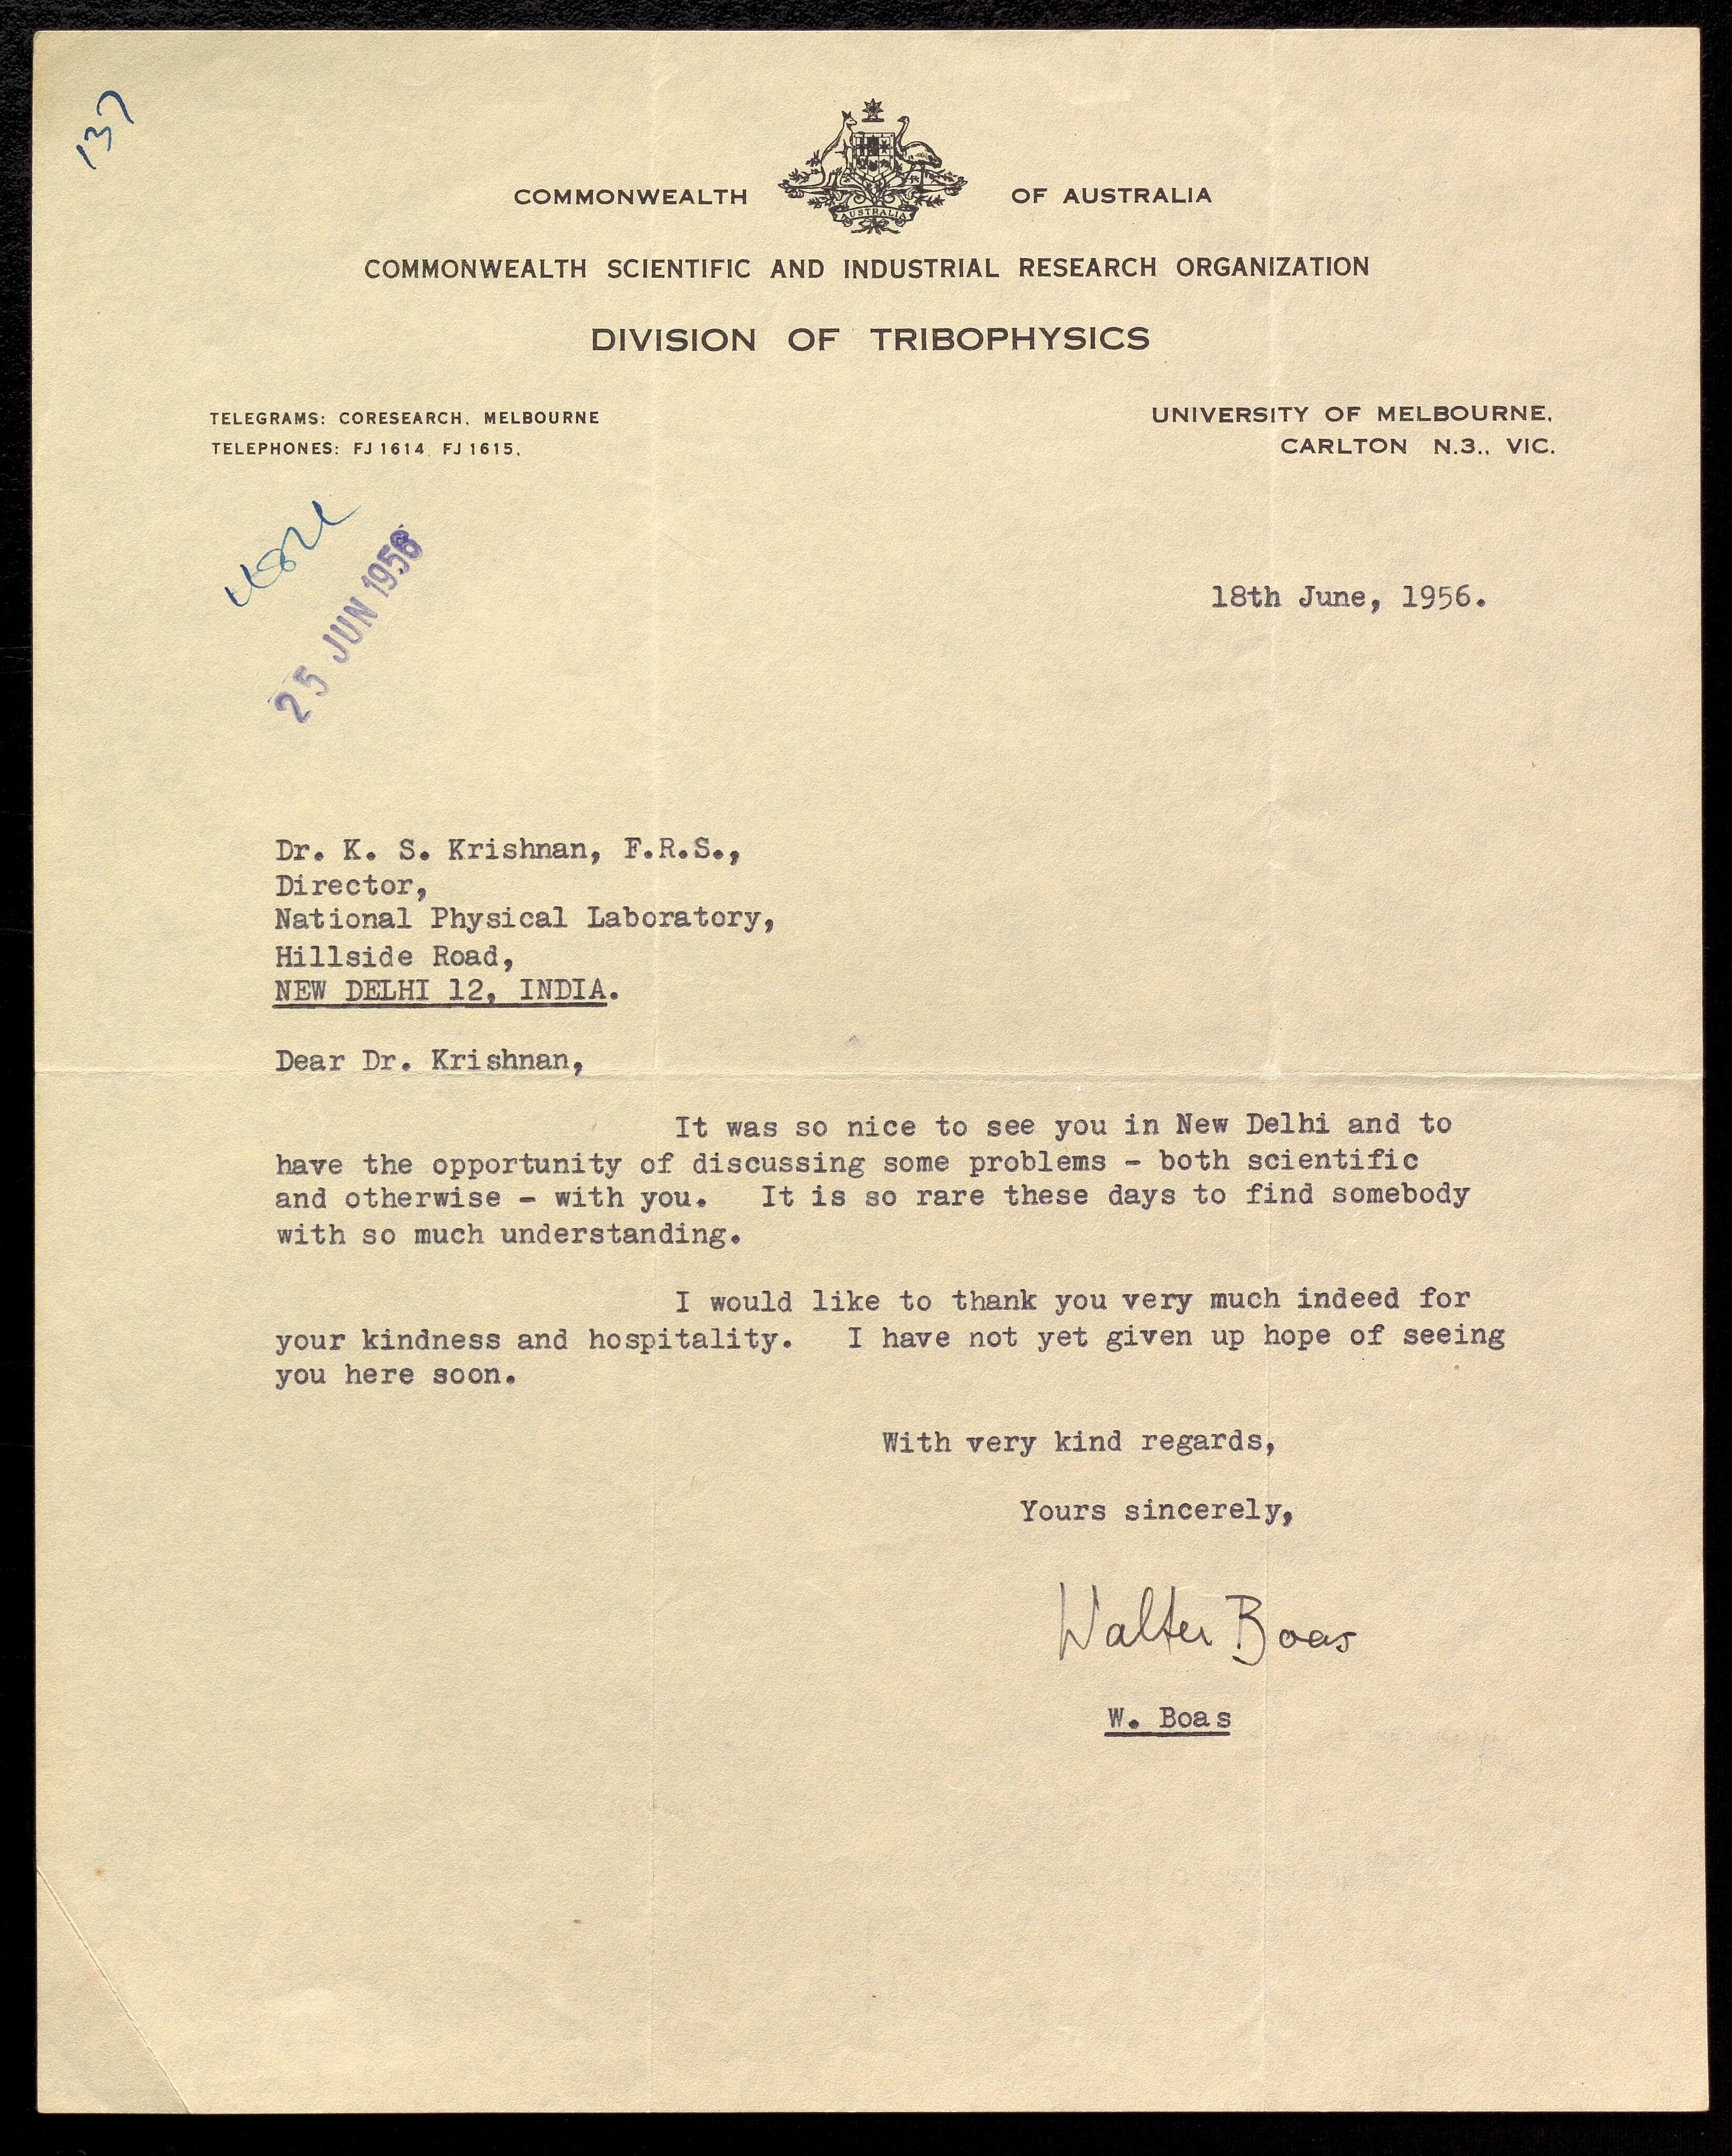 137
COMMONWEALTH OF AUSTRALIA
AUSTRALIA
COMMONWEALTH SCIENTIFIC AND INDUSTRIAL RESEARCH ORGANIZATION
DIVISION OF TRIBOPHYSICS
TELEGRAMS: CORESEARCH, MELBOURNE
TELEPHONES: FJ 1614, FJ 1615,
UNIVERSITY OF MELBOURNE,
CARLTON N.3., VIC.
25 JUN 1956
18th June, 1956.
Dr. K. S. Krishnan, F.R.S.,
Director,
National Physical Laboratory,
Hillside Road,
NEW DELHI 12, INDIA.
Dear Dr. Krishnan,
It was so nice to see you in New Delhi and to
have the opportunity of discussing some problems - both scientific
and otherwise - with you. It is so rare these days to find somebody
with so much understanding.
I would like to thank you very much indeed for
your kindness and hospitality. I have not yet given up hope of seeing
you here soon.
With very kind regards,
Yours sincerely,
Walter Boas
W. Boas